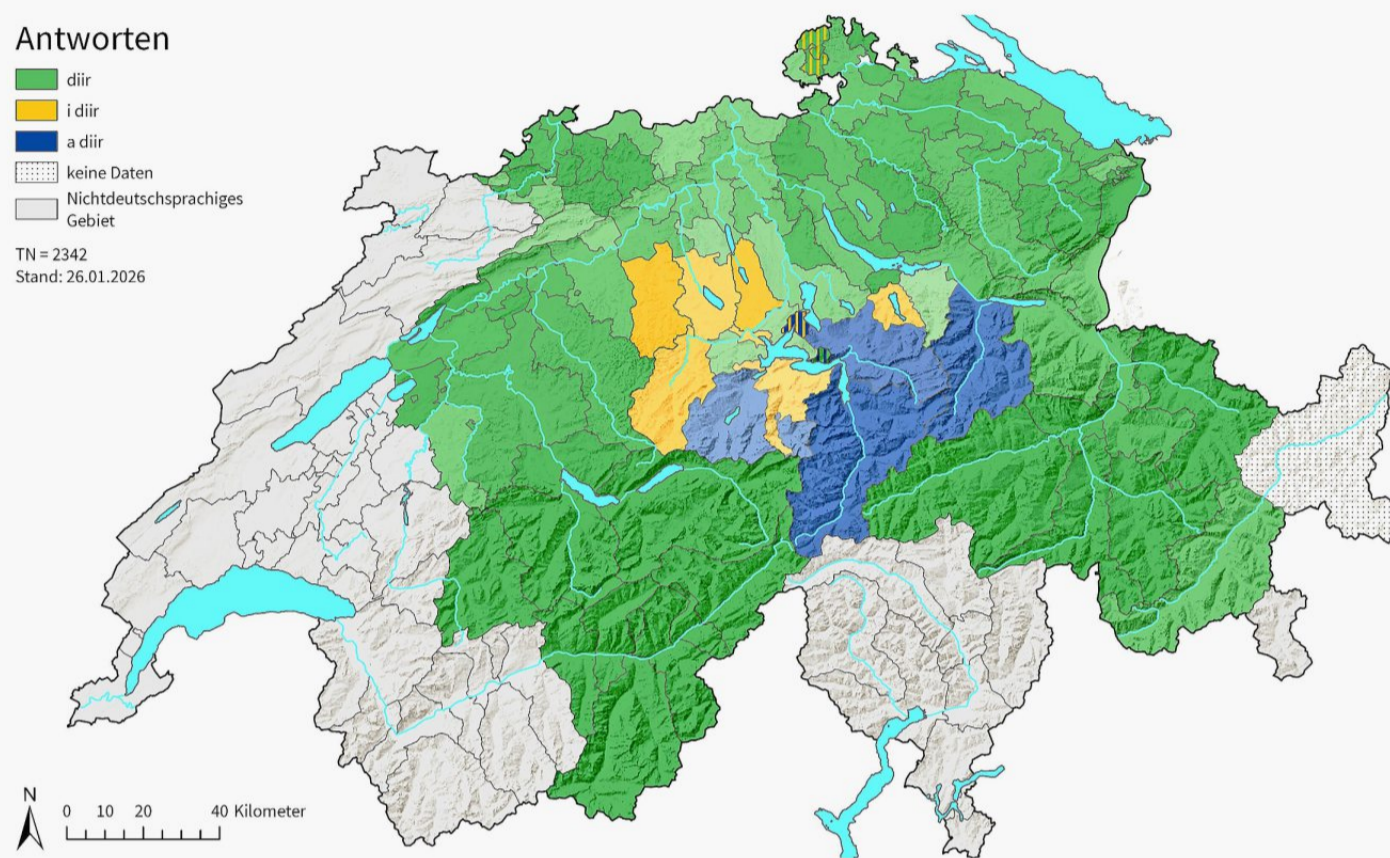 Antworten
diir
i diir
a diir
keine Daten
Nichtdeutschsprachiges
Gebiet
TN = 2342
Stand: 26.01.2026
N
0 10 20 40 Kilometer